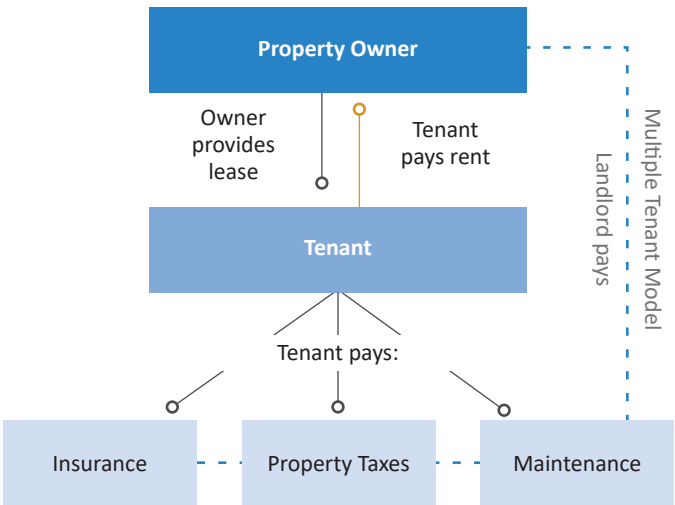 Property Owner
Owner
provides
lease
Tenant
pays rent
Multiple Tenant Model
Landlord pays
Tenant
Tenant pays:
Insurance
Property Taxes
Maintenance